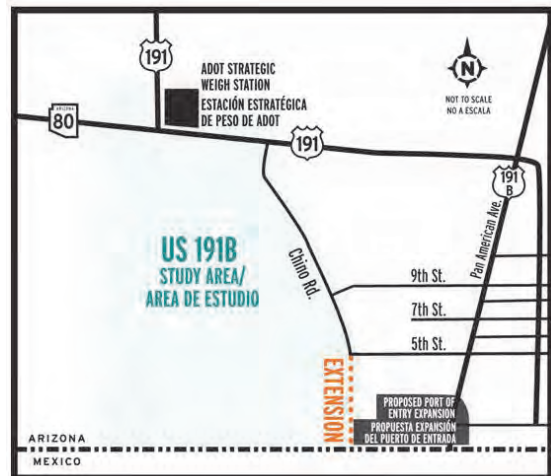 191
ADOT STRATEGIC
WEIGH STATION
ESTACIÓN ESTRATÉGICA
DE PESO DE ADOT
N
NOT TO SCALE
NO A ESCALA
ARIZONA
80
191
191
B
Pan American Ave.
US 191B
STUDY AREA/
AREA DE ESTUDIO
Chino Rd.
9th St.
7th St.
5th St.
EXTENSION
PROPOSED PORT OF
ENTRY EXPANSION
PROPUESTA EXPANSIÓN
DEL PUERTO DE ENTRADA
ARIZONA
MEXICO